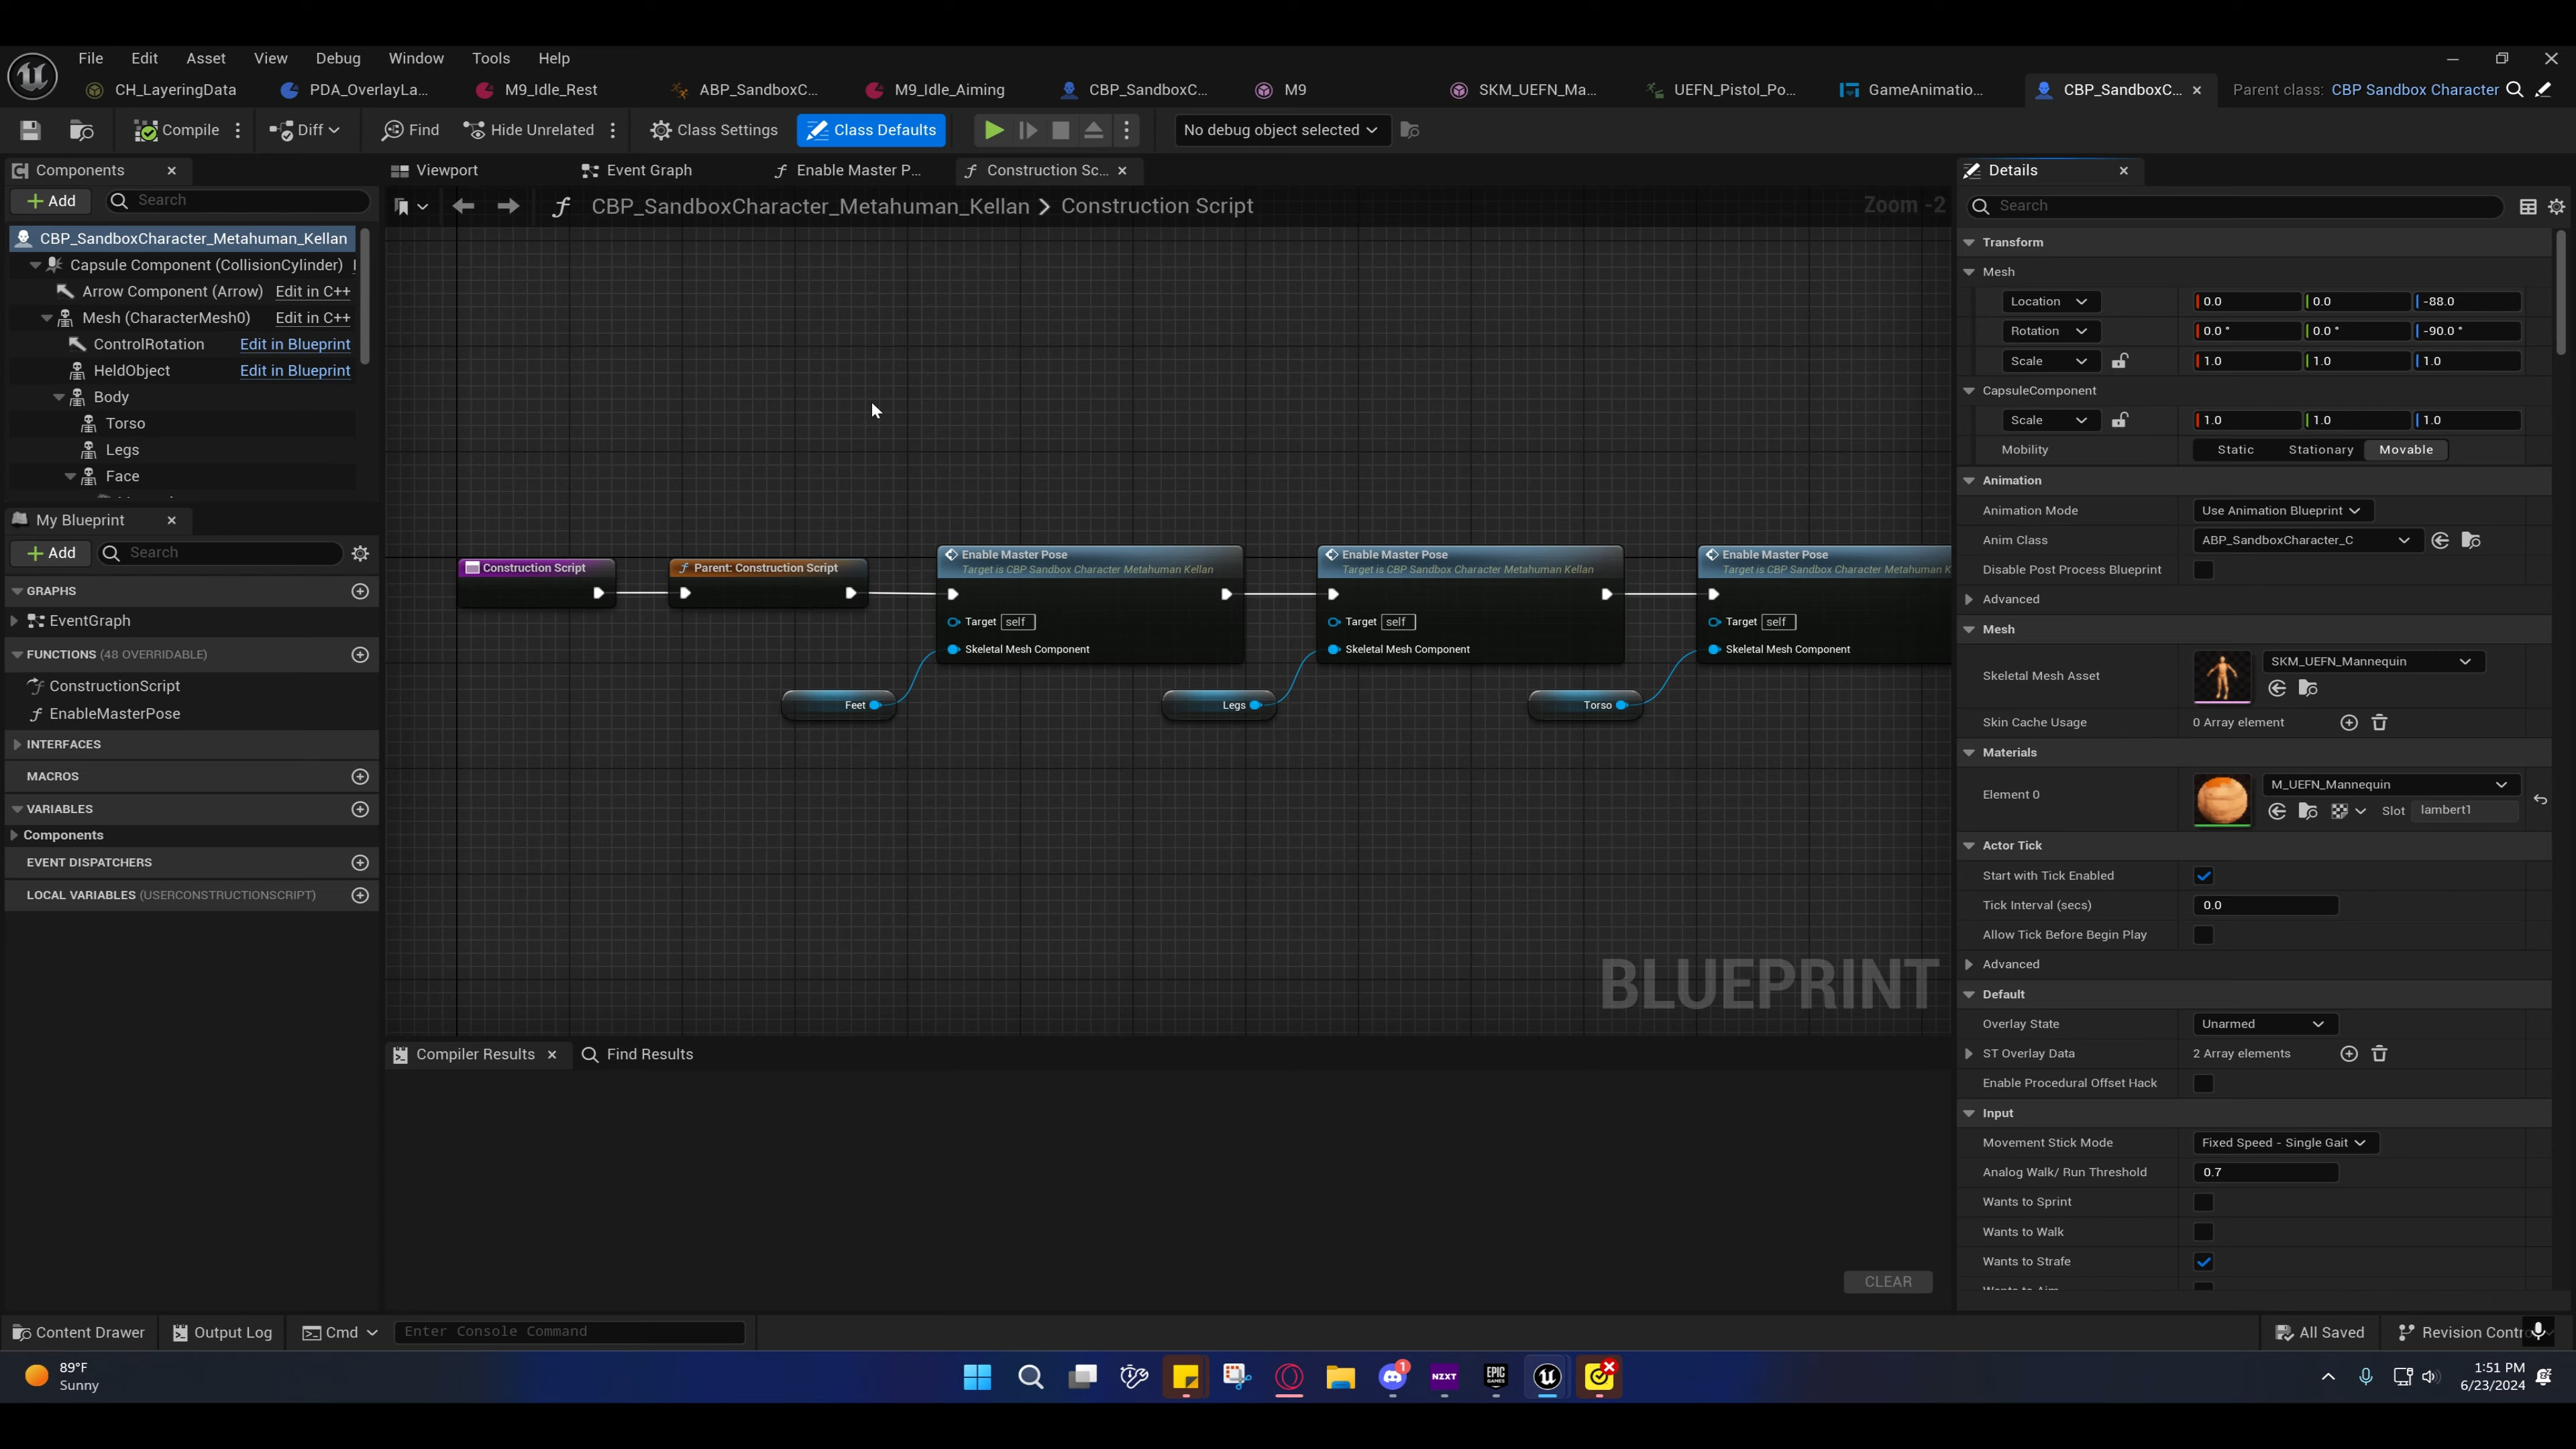 File Edit Asset View Debug Window Tools Help
CH_LayeringData PDA_OverlayLa... M9_Idle_Rest ABP_SandboxC... M9_Idle_Aiming CBP_SandboxC... M9 SKM_UEFN_Ma... UEFN_Pistol_Po... GameAnimatio... CBP_SandboxC... Parent class: CBP Sandbox Character
Compile Diff Find Hide Unrelated Class Settings Class Defaults No debug object selected
Components
Add Search
CBP_SandboxCharacter_Metahuman_Kellan
Capsule Component (CollisionCylinder)
Arrow Component (Arrow) Edit in C++
Mesh (CharacterMesh0) Edit in C++
ControlRotation Edit in Blueprint
HeldObject Edit in Blueprint
Body
Torso
Legs
Face
My Blueprint
Add Search
GRAPHS
EventGraph
FUNCTIONS (48 OVERRIDABLE)
ConstructionScript
EnableMasterPose
INTERFACES
MACROS
VARIABLES
Components
EVENT DISPATCHERS
LOCAL VARIABLES (USERCONSTRUCTIONSCRIPT)
Viewport Event Graph Enable Master P... Construction Sc...
CBP_SandboxCharacter_Metahuman_Kellan > Construction Script Zoom -2
Construction Script
Parent: Construction Script
Enable Master Pose
Target is CBP Sandbox Character Metahuman Kellan
Target self
Skeletal Mesh Component
Feet
Enable Master Pose
Target is CBP Sandbox Character Metahuman Kellan
Target self
Skeletal Mesh Component
Legs
Enable Master Pose
Target is CBP Sandbox Character Metahuman K
Target self
Skeletal Mesh Component
Torso
BLUEPRINT
Compiler Results Find Results
CLEAR
Details
Search
Transform
Mesh
Location 0.0 0.0 -88.0
Rotation 0.0 ° 0.0 ° -90.0 °
Scale 1.0 1.0 1.0
CapsuleComponent
Scale 1.0 1.0 1.0
Mobility Static Stationary Movable
Animation
Animation Mode Use Animation Blueprint
Anim Class ABP_SandboxCharacter_C
Disable Post Process Blueprint
Advanced
Mesh
Skeletal Mesh Asset SKM_UEFN_Mannequin
Skin Cache Usage 0 Array element
Materials
Element 0 M_UEFN_Mannequin
Slot lambert1
Actor Tick
Start with Tick Enabled
Tick Interval (secs) 0.0
Allow Tick Before Begin Play
Advanced
Default
Overlay State Unarmed
ST Overlay Data 2 Array elements
Enable Procedural Offset Hack
Input
Movement Stick Mode Fixed Speed - Single Gait
Analog Walk/ Run Threshold 0.7
Wants to Sprint
Wants to Walk
Wants to Strafe
Content Drawer Output Log Cmd Enter Console Command All Saved Revision Contro
89°F
Sunny
1
NZXT
EPIC
GAMES
1:51 PM
6/23/2024